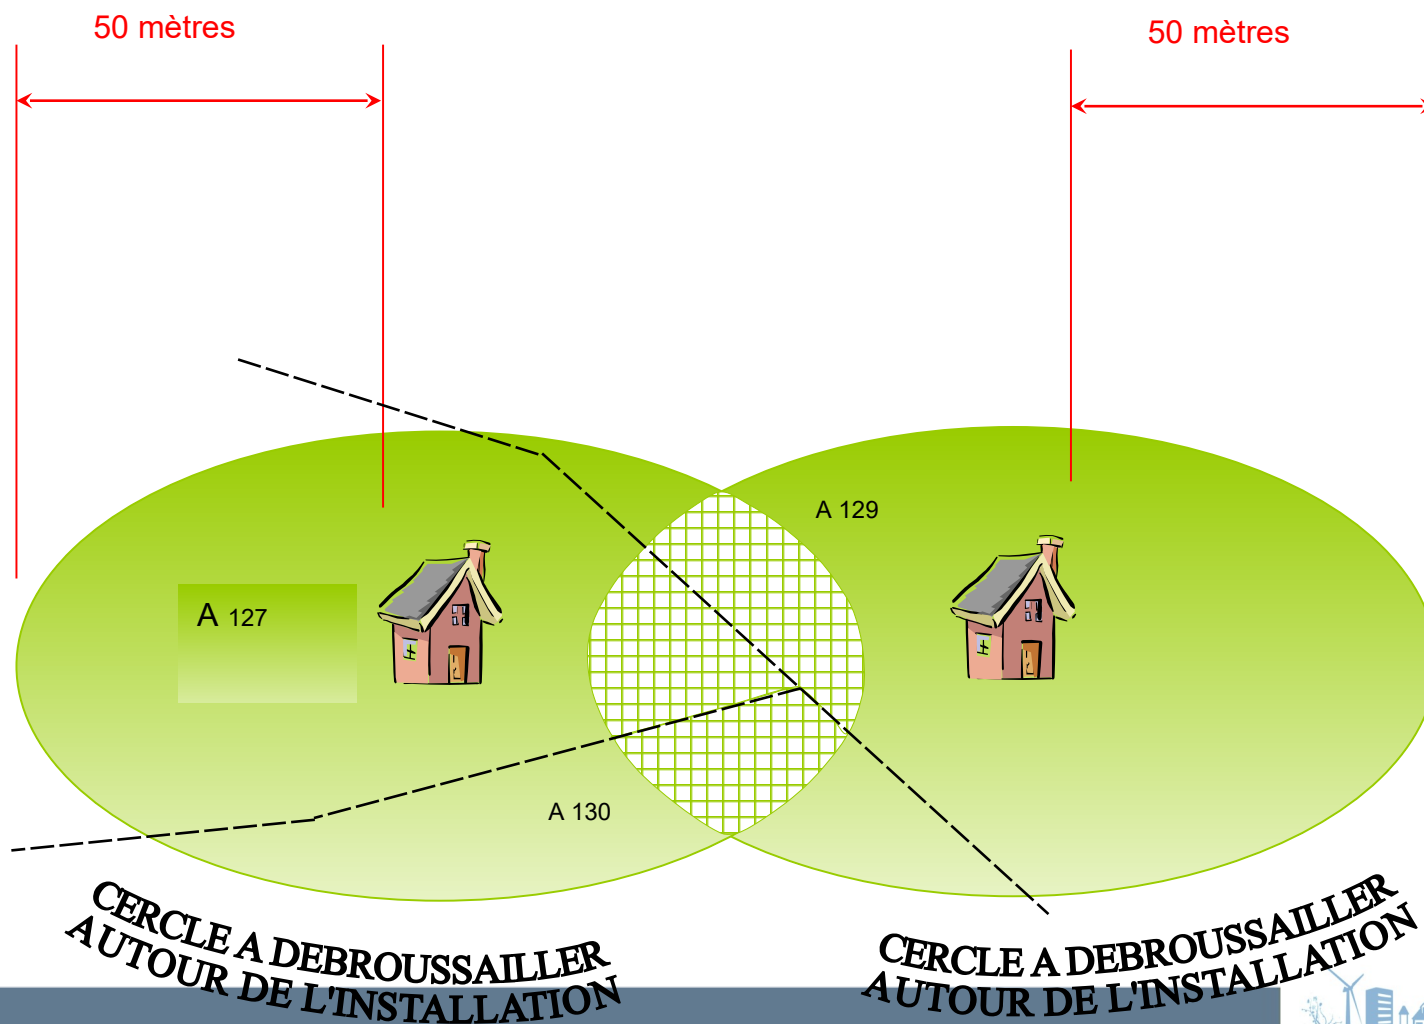 50 mètres
50 mètres
A 129
A 127
A 130
CERCLE A DEBROUSSAILLER
AUTOUR DE L'INSTALLATION
CERCLE A DEBROUSSAILLER
AUTOUR DE L'INSTALLATION